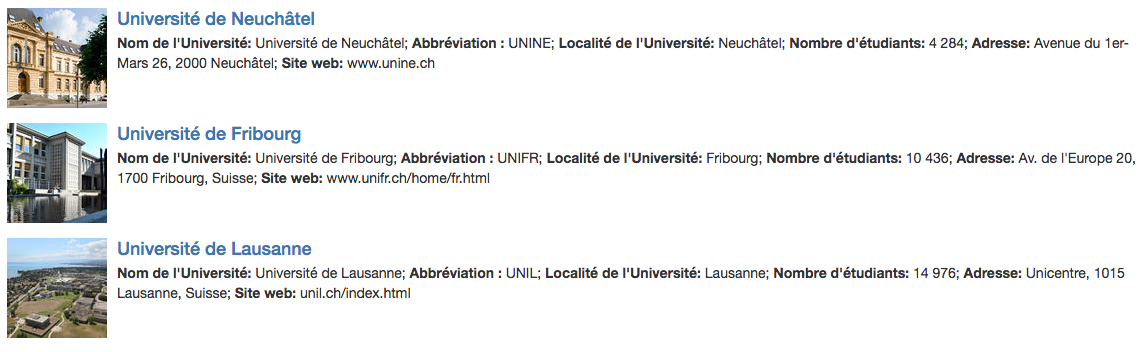 Université de Neuchâtel
Nom de l'Université: Université de Neuchâtel; Abbréviation : UNINE; Localité de l'Université: Neuchâtel; Nombre d'étudiants: 4 284; Adresse: Avenue du 1er-
Mars 26, 2000 Neuchâtel; Site web: www.unine.ch
Université de Fribourg
Nom de l'Université: Université de Fribourg; Abbréviation : UNIFR; Localité de l'Université: Fribourg; Nombre d'étudiants: 10 436; Adresse: Av. de l'Europe 20,
1700 Fribourg, Suisse; Site web: www.unifr.ch/home/fr.html
Université de Lausanne
Nom de l'Université: Université de Lausanne; Abbréviation : UNIL; Localité de l'Université: Lausanne; Nombre d'étudiants: 14 976; Adresse: Unicentre, 1015
Lausanne, Suisse; Site web: unil.ch/index.html